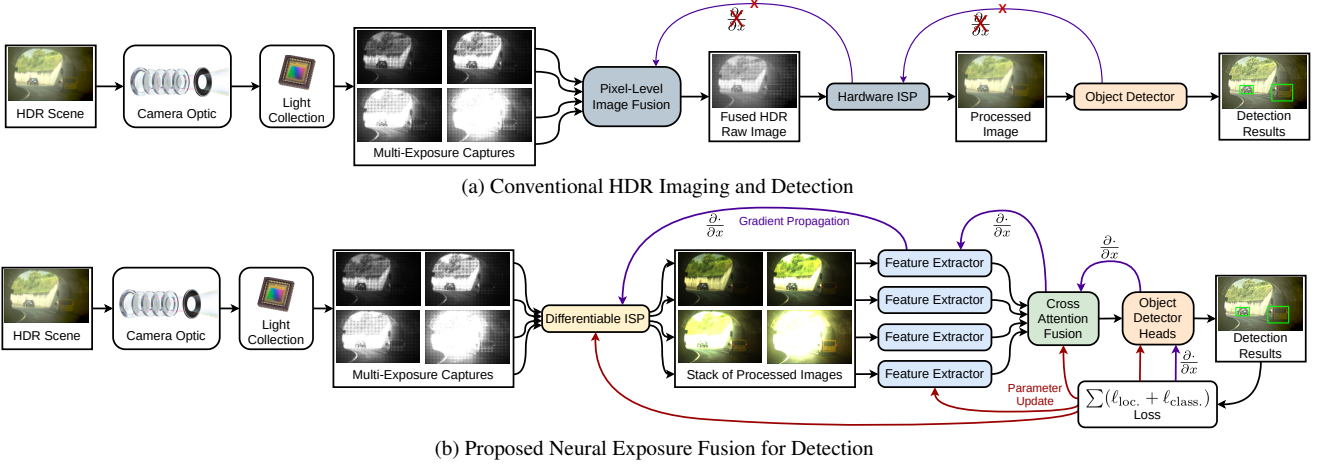 HDR Scene
Camera Optic
Light
Collection
Multi-Exposure Captures
Pixel-Level
Image Fusion
∂·
∂x
X
Fused HDR
Raw Image
Hardware ISP
∂·
∂x
X
Processed
Image
Object Detector
Detection
Results
(a) Conventional HDR Imaging and Detection
HDR Scene
Camera Optic
Light
Collection
Multi-Exposure Captures
Differentiable ISP
∂·
∂x
Gradient Propagation
Stack of Processed Images
Feature Extractor
Feature Extractor
Feature Extractor
Feature Extractor
∂·
∂x
Cross
Attention
Fusion
∂·
∂x
Object
Detector
Heads
Detection
Results
∂·
∂x
Parameter
Update
∑(ℓloc. + ℓclass.)
Loss
(b) Proposed Neural Exposure Fusion for Detection